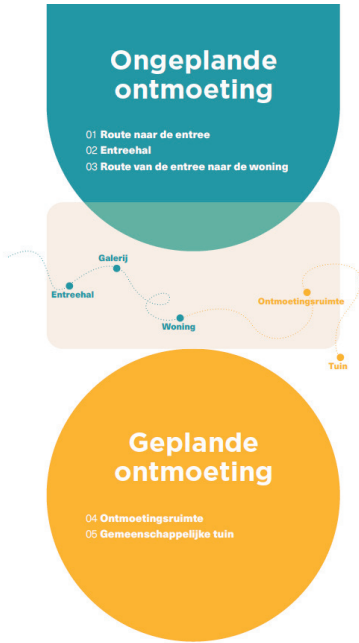 Ongeplande
ontmoeting
01 Route naar de entree
02 Entreehal
03 Route van de entree naar de woning
Galerij
Entreehal
Ontmoetingsruimte
Woning
Tuin
Geplande
ontmoeting
04 Ontmoetingsruimte
05 Gemeenschappelijke tuin